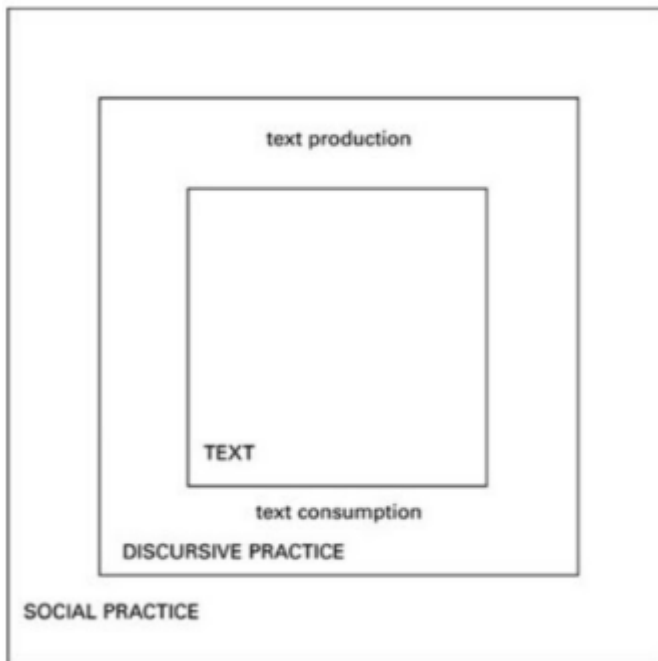 text production
TEXT
text consumption
DISCURSIVE PRACTICE
SOCIAL PRACTICE